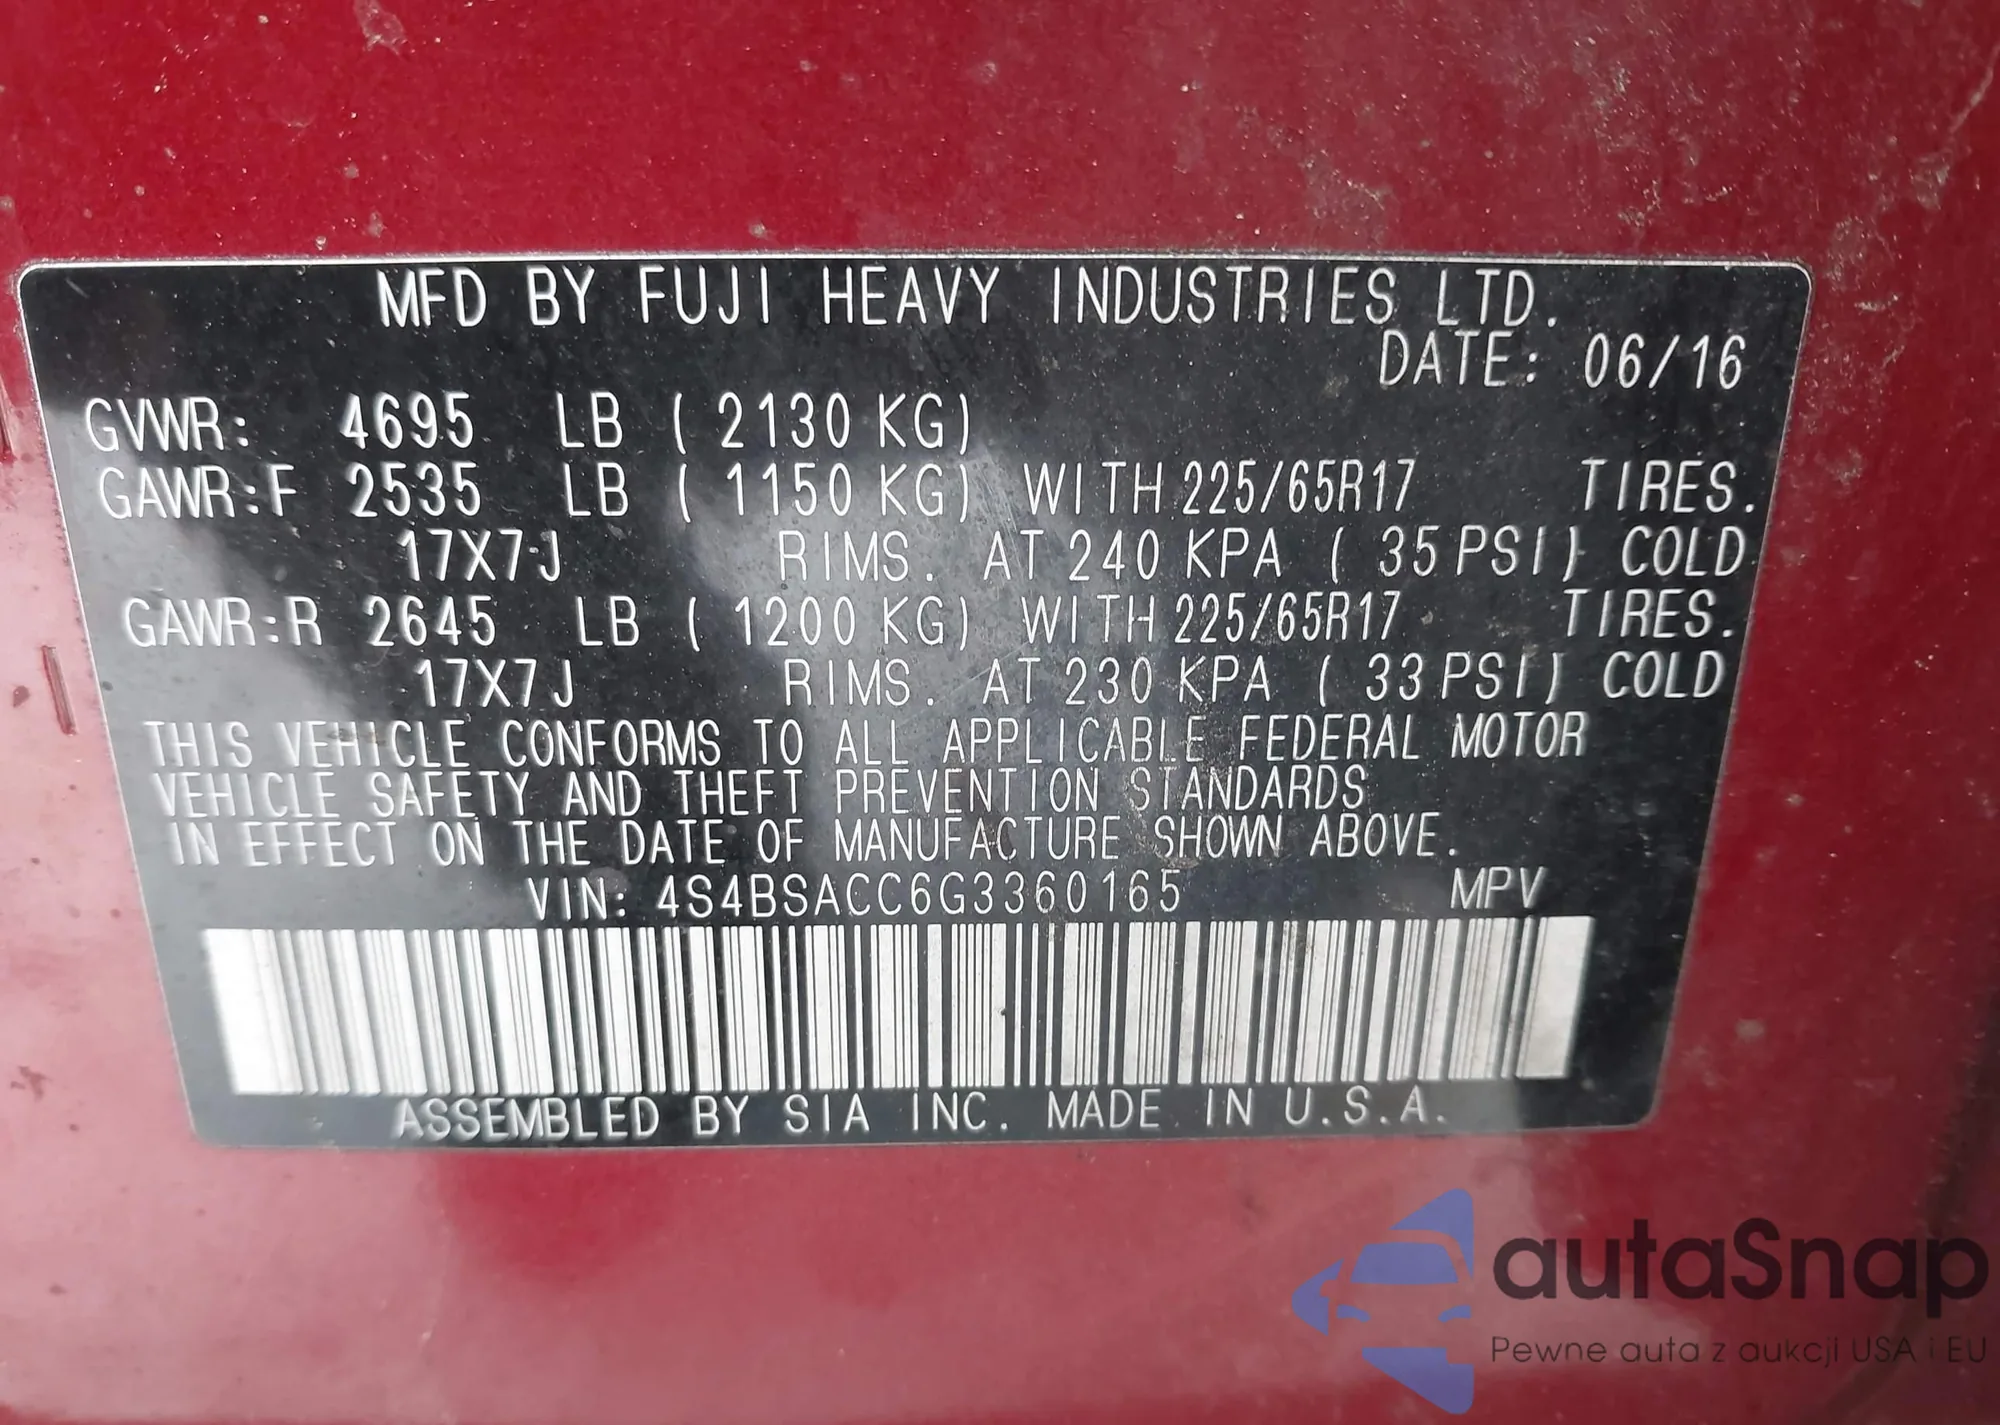 MFD BY FUJI HEAVY INDUSTRIES LTD.
DATE: 06/16
GVWR: 4695 LB ( 2130 KG)
GAWR:F 2535 LB ( 1150 KG) WITH 225/65R17 TIRES.
17X7J RIMS. AT 240 KPA ( 35 PSI) COLD
GAWR:R 2645 LB ( 1200 KG) WITH 225/65R17 TIRES.
17X7J RIMS. AT 230 KPA ( 33 PSI) COLD
THIS VEHICLE CONFORMS TO ALL APPLICABLE FEDERAL MOTOR
VEHICLE SAFETY AND THEFT PREVENTION STANDARDS
IN EFFECT ON THE DATE OF MANUFACTURE SHOWN ABOVE.
VIN: 4S4BSACC6G3360165 MPV
ASSEMBLED BY SIA INC. MADE IN U.S.A.
autaSnap
Pewne auta z aukcji USA i EU